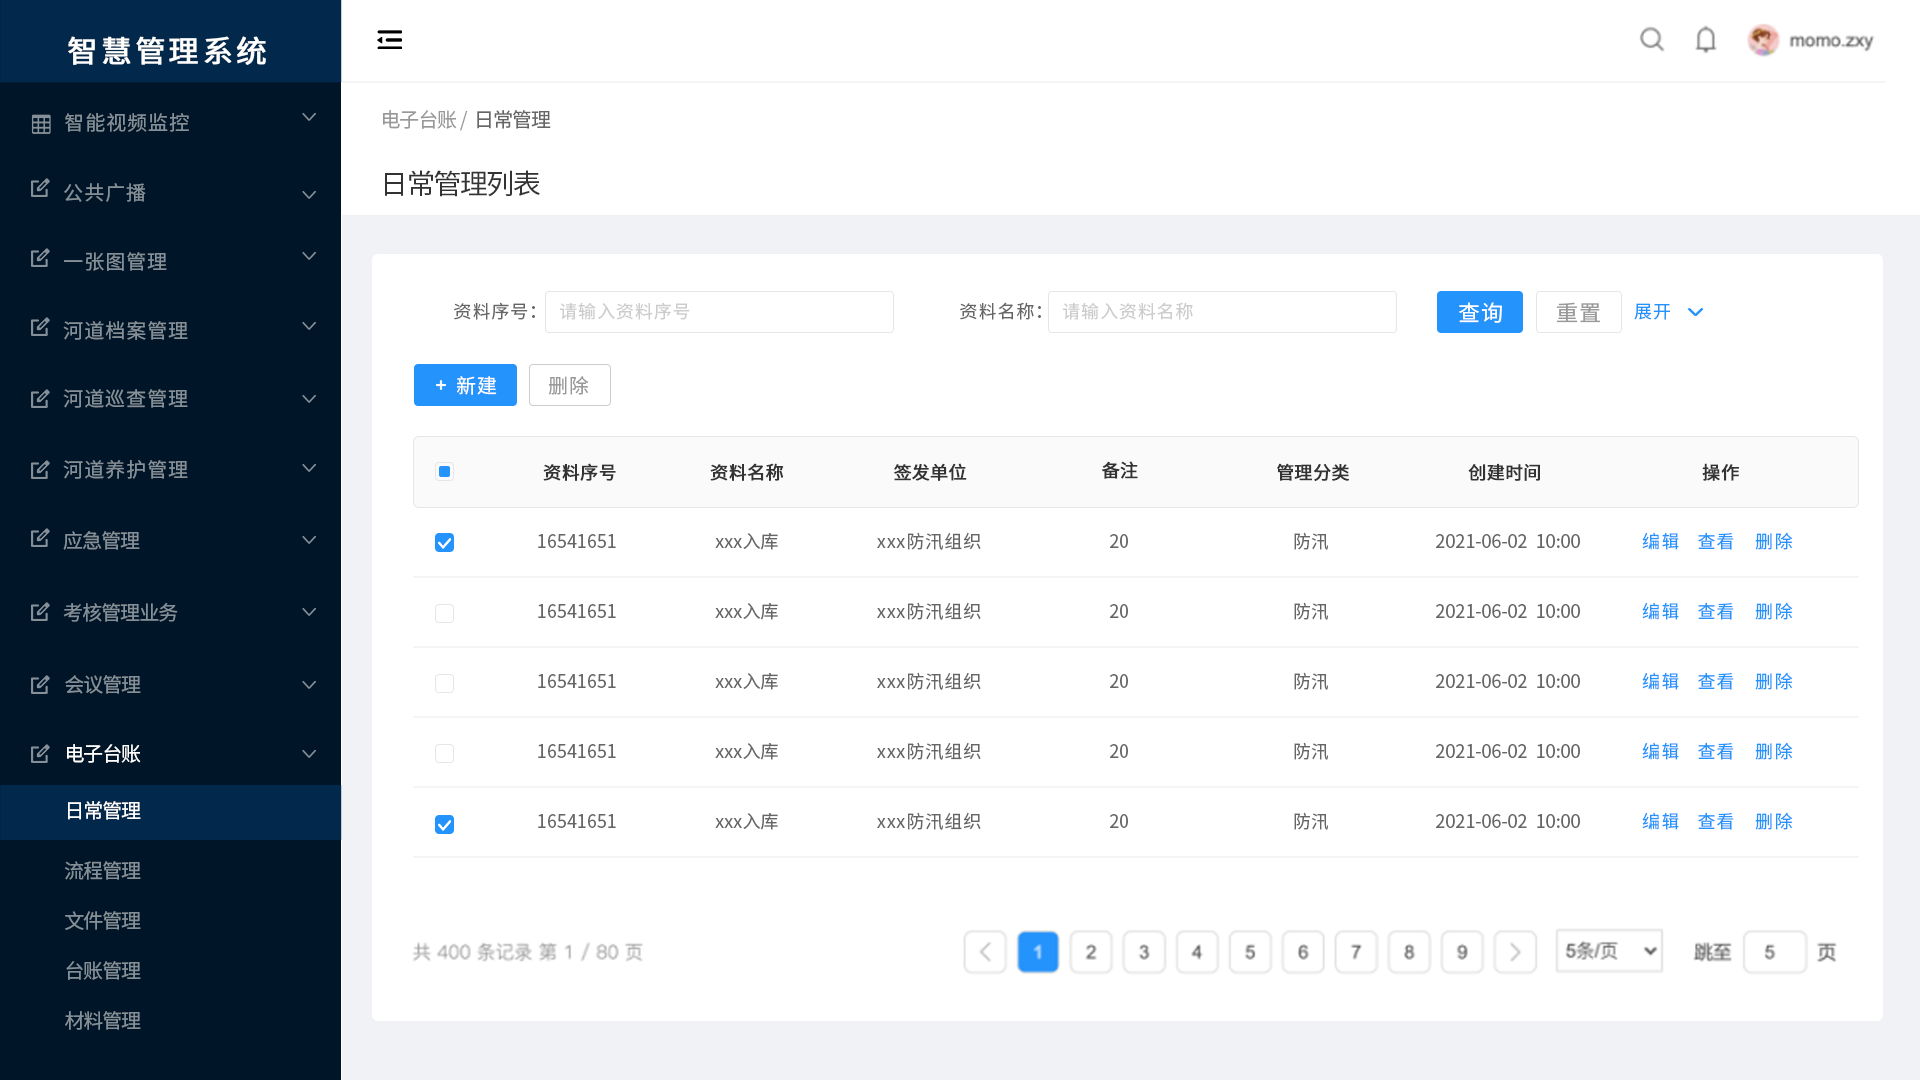 智慧管理系统
智能视频监控
公共广播
一张图管理
河道档案管理
河道巡查管理
河道养护管理
应急管理
考核管理业务
会议管理
电子台账
日常管理
流程管理
文件管理
台账管理
材料管理
momo.zxy
电子台账 / 日常管理
日常管理列表
资料序号： 请输入资料序号 资料名称： 请输入资料名称 查询 重置 展开
+ 新建 删除
资料序号 资料名称 签发单位 备注 管理分类 创建时间 操作
16541651 xxx入库 xxx防汛组织 20 防汛 2021-06-02 10:00 编辑 查看 删除
16541651 xxx入库 xxx防汛组织 20 防汛 2021-06-02 10:00 编辑 查看 删除
16541651 xxx入库 xxx防汛组织 20 防汛 2021-06-02 10:00 编辑 查看 删除
16541651 xxx入库 xxx防汛组织 20 防汛 2021-06-02 10:00 编辑 查看 删除
16541651 xxx入库 xxx防汛组织 20 防汛 2021-06-02 10:00 编辑 查看 删除
共 400 条记录 第 1 / 80 页 1 2 3 4 5 6 7 8 9 5条/页 跳至 5 页